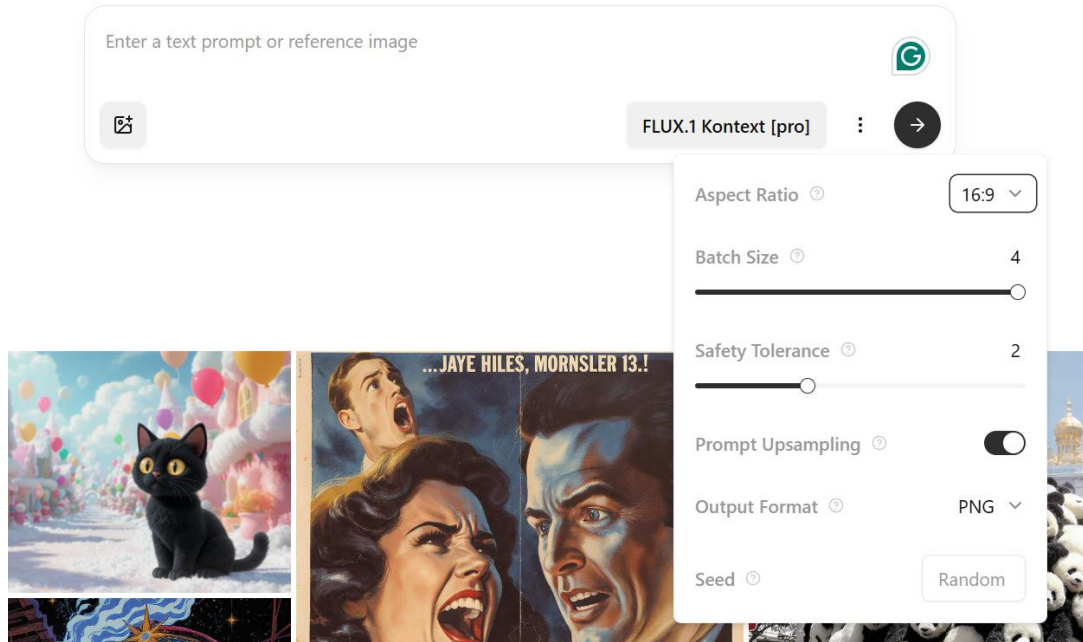 Enter a text prompt or reference image
G
FLUX.1 Kontext [pro]
Aspect Ratio
16:9
Batch Size
4
Safety Tolerance
2
Prompt Upsampling
Output Format
PNG
Seed
Random
...JAYE HILES, MORNSLER 13.!